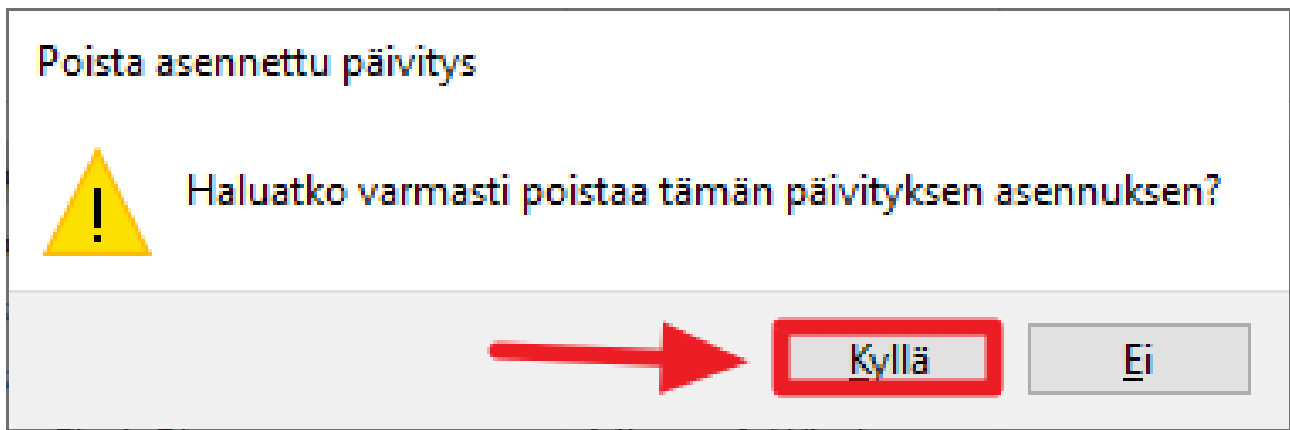 Poista asennettu päivitys
Haluatko varmasti poistaa tämän päivityksen asennuksen?
Kyllä
Ei